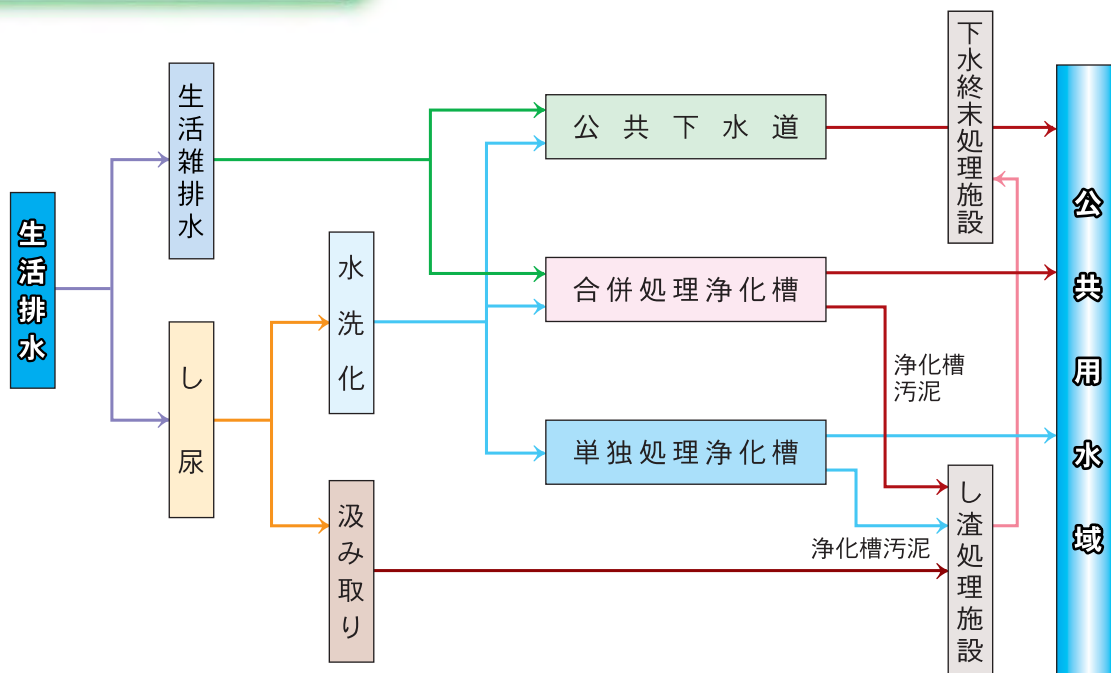 生活排水
生活雑排水
し尿
水洗化
汲み取り
公共下水道
合併処理浄化槽
単独処理浄化槽
浄化槽
汚泥
浄化槽汚泥
下水終末処理施設
し渣処理施設
公共用水域